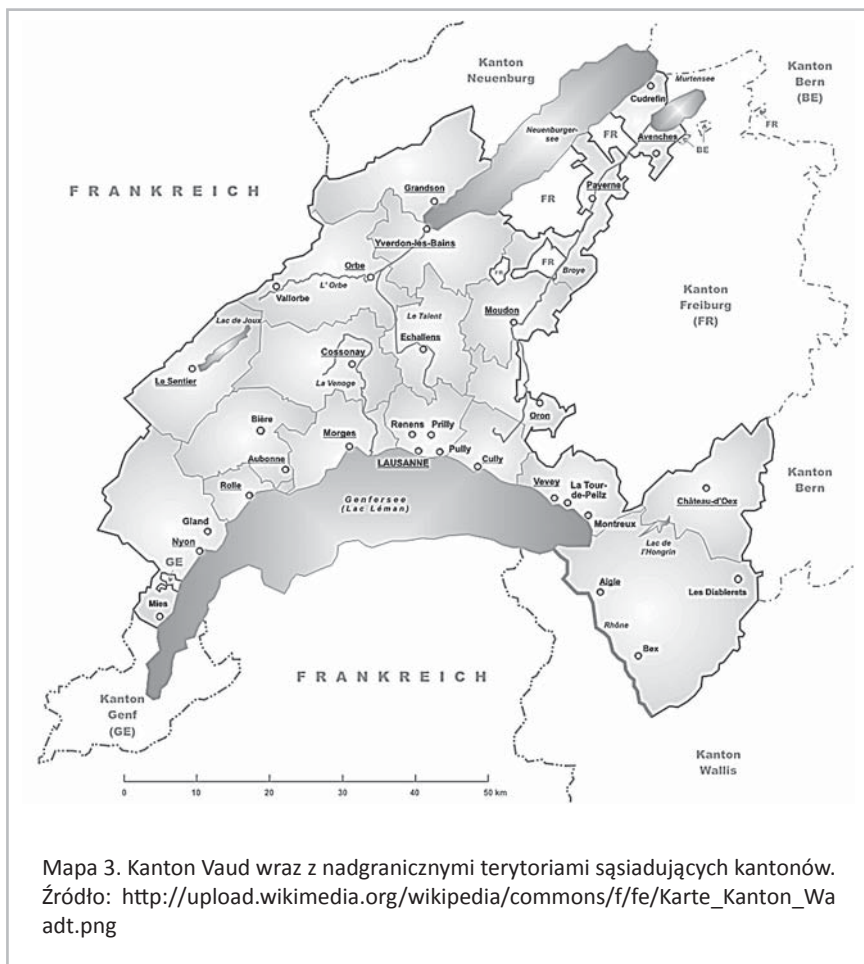 Kanton
Neuenburg
Kanton
Bern
(BE)
Murtensee
Cudrefin
FR
Neuenburger-
see
FR
Avenches
BE
FRANKREICH
Grandson
Payerne
FR
Yverdon-les-Bains
Orbe
FR
FR
Broye
L' Orbe
Vallorbe
Kanton
Freiburg
(FR)
Le Talent
Moudon
Lac de Joux
Echallens
Cossonay
Le Sentier
La Venoge
Oron
Bière
Renens
Prilly
Morges
Pully
LAUSANNE
Cully
Aubonne
Kanton
Bern
Rolle
Vevey
La Tour-
de-Peilz
Château-d'Oex
Genfersee
(Lac Léman)
Montreux
Gland
Lac de
l'Hongrin
Nyon
GE
Aigle
Les Diablerets
Mies
Rhône
Bex
FRANKREICH
Kanton
Genf
(GE)
Kanton
Wallis
0 10 20 30 40 50 km
Mapa 3. Kanton Vaud wraz z nadgranicznymi terytoriami sąsiadujących kantonów.
Źródło: http://upload.wikimedia.org/wikipedia/commons/f/fe/Karte_Kanton_Wa
adt.png